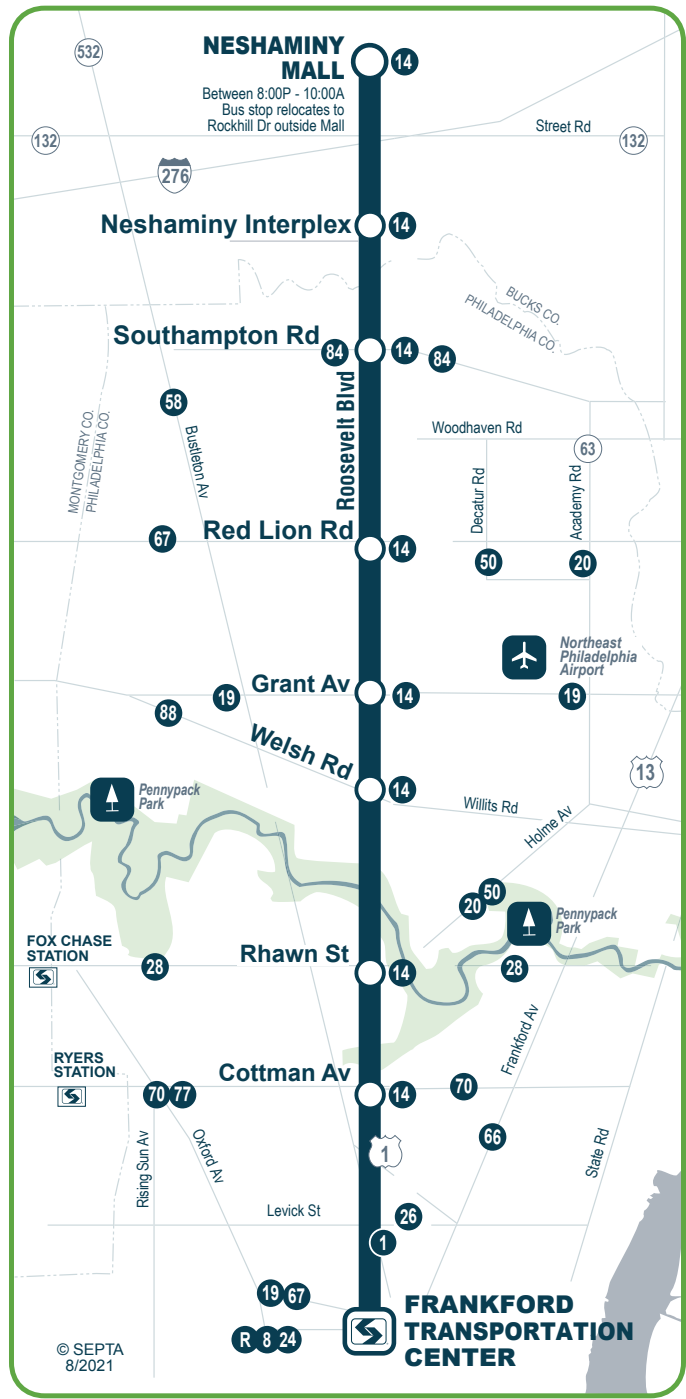 532
NESHAMINY
MALL
14
Between 8:00P - 10:00A
Bus stop relocates to
Rockhill Dr outside Mall
Street Rd
132
132
276
Neshaminy Interplex
14
BUCKS CO.
PHILADELPHIA CO.
Southampton Rd
84
14
84
Roosevelt Blvd
58
Bustleton Av
MONTGOMERY CO.
PHILADELPHIA CO.
Woodhaven Rd
63
Decatur Rd
Academy Rd
Red Lion Rd
67
14
50
20
Northeast
Philadelphia
Airport
Grant Av
19
14
19
88
Welsh Rd
14
13
Willits Rd
Pennypack
Park
Holme Av
50
20
Pennypack
Park
FOX CHASE
STATION
Rhawn St
28
14
28
Frankford Av
RYERS
STATION
Cottman Av
70
77
14
70
66
1
Rising Sun Av
Oxford Av
State Rd
Levick St
26
1
19
67
R
8
24
FRANKFORD
TRANSPORTATION
CENTER
© SEPTA
8/2021